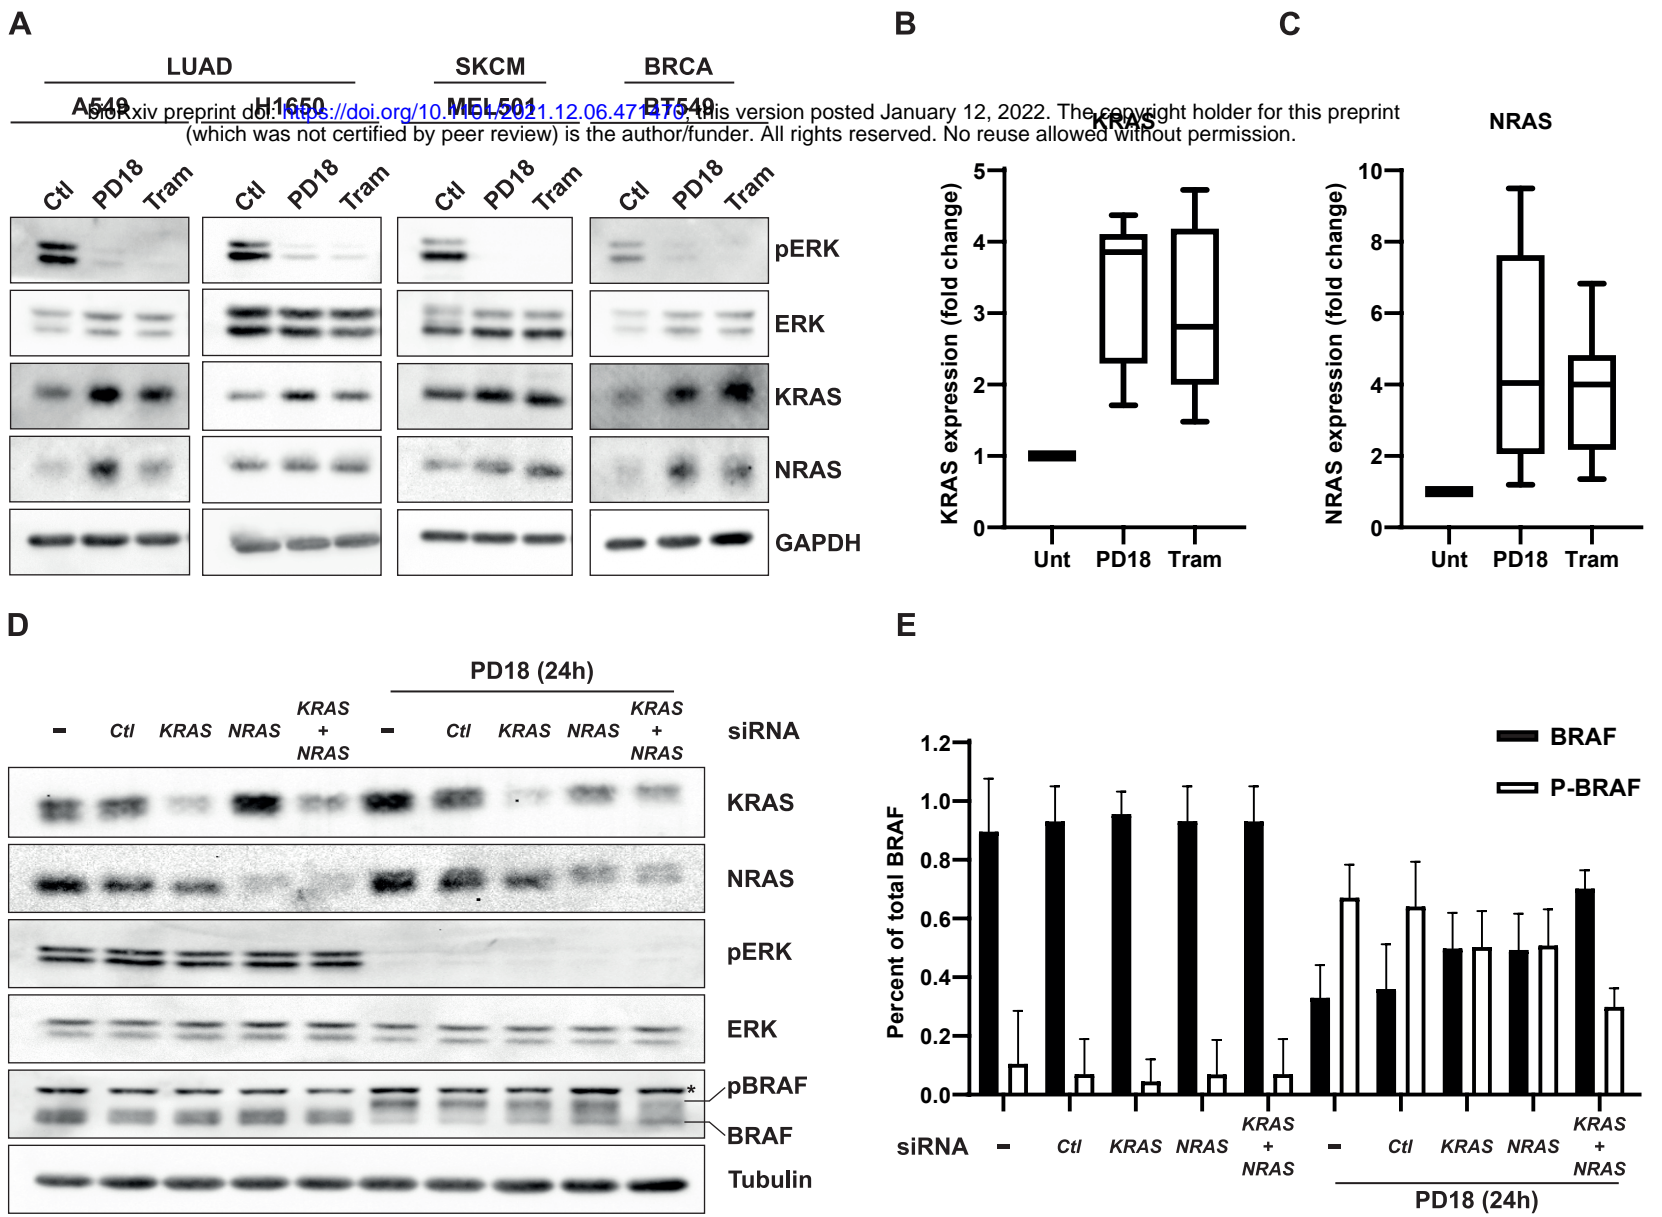 A
B
C
LUAD
SKCM
BRCA
A549
H1650
MEL501
BT549
bioRxiv preprint doi: https://doi.org/10.1101/2021.12.06.471470; this version posted January 12, 2022. The copyright holder for this preprint
(which was not certified by peer review) is the author/funder. All rights reserved. No reuse allowed without permission.
Ctl PD18 Tram
Ctl PD18 Tram
Ctl PD18 Tram
Ctl PD18 Tram
pERK
ERK
KRAS
NRAS
GAPDH
KRAS
KRAS expression (fold change)
5
4
3
2
1
0
Unt PD18 Tram
NRAS
NRAS expression (fold change)
10
8
6
4
2
0
Unt PD18 Tram
D
PD18 (24h)
– Ctl KRAS NRAS KRAS + NRAS – Ctl KRAS NRAS KRAS + NRAS siRNA
KRAS
NRAS
pERK
ERK
*
pBRAF
BRAF
Tubulin
E
BRAF
P-BRAF
Percent of total BRAF
1.2
1.0
0.8
0.6
0.4
0.2
0.0
siRNA – Ctl KRAS NRAS KRAS + NRAS – Ctl KRAS NRAS KRAS + NRAS
PD18 (24h)